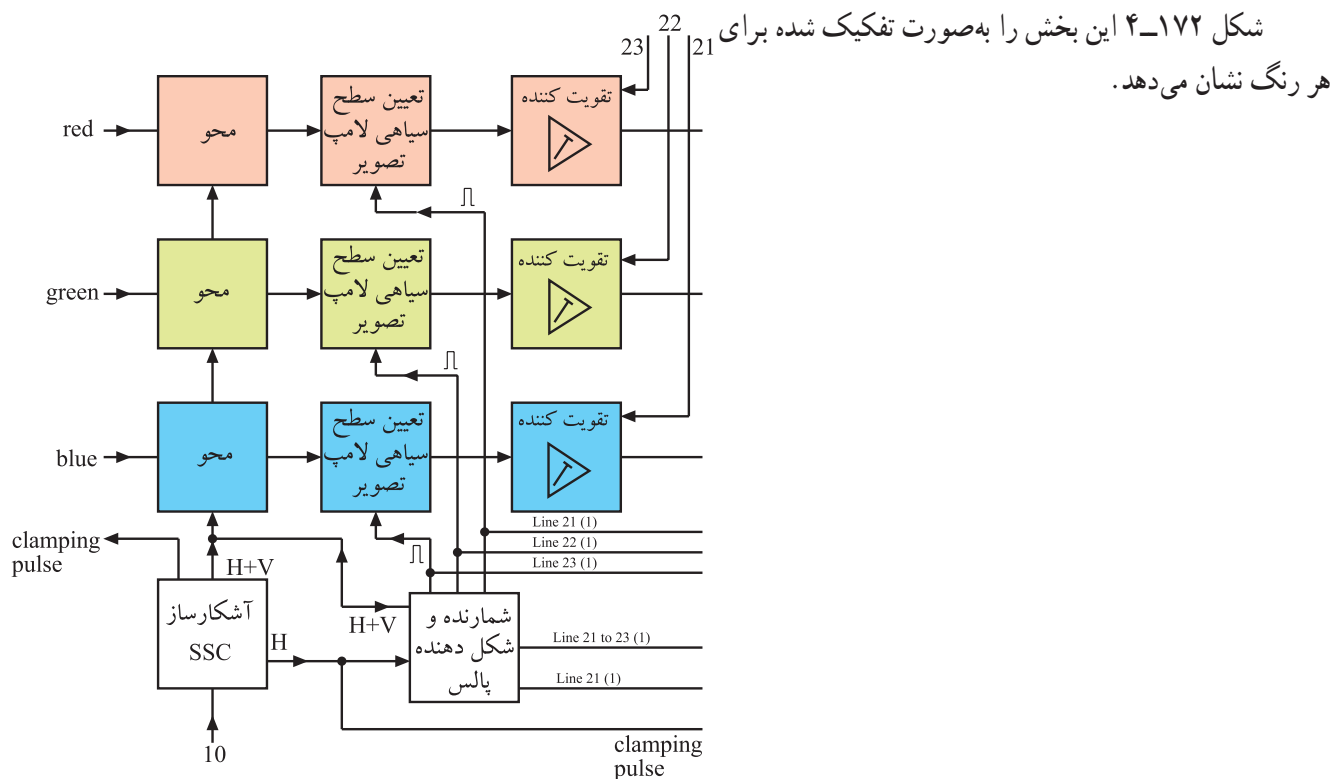 شکل ۱۷۲ــ۴ این بخش را به‌صورت تفکیک شده برای
هر رنگ نشان می‌دهد.
23
22
21
red
محو
تعیین سطح
سیاهی لامپ
تصویر
تقویت کننده
green
محو
تعیین سطح
سیاهی لامپ
تصویر
تقویت کننده
blue
محو
تعیین سطح
سیاهی لامپ
تصویر
تقویت کننده
Line 21 (1)
Line 22 (1)
Line 23 (1)
clamping
pulse
H+V
آشکارساز
SSC
H
H+V
شمارنده و
شکل دهنده
پالس
Line 21 to 23 (1)
Line 21 (1)
10
clamping
pulse